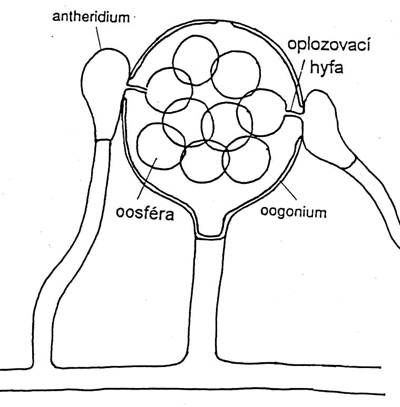 antheridium
oplozovací
hyfa
oosféra
oogonium